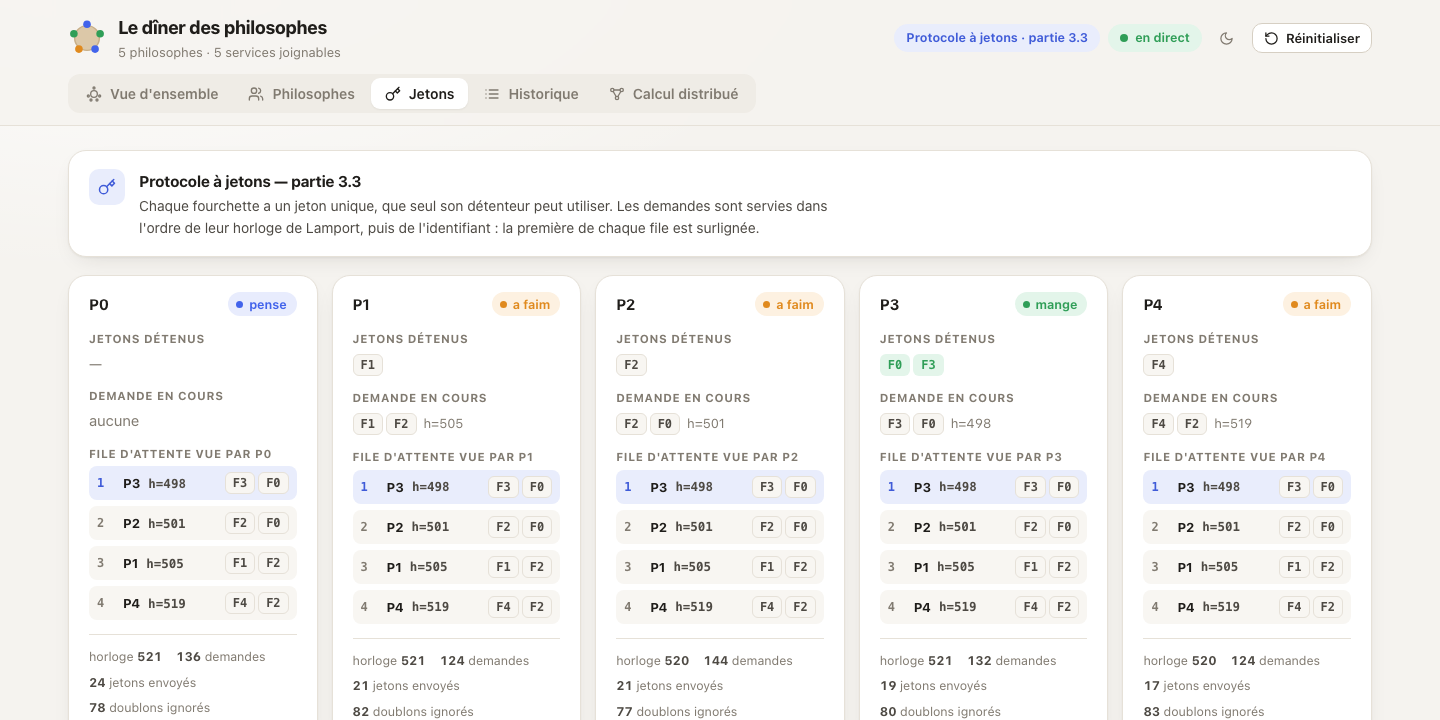 Le dîner des philosophes
5 philosophes · 5 services joignables
Protocole à jetons · partie 3.3
en direct
Réinitialiser
Vue d'ensemble
Philosophes
Jetons
Historique
Calcul distribué
Protocole à jetons — partie 3.3
Chaque fourchette a un jeton unique, que seul son détenteur peut utiliser. Les demandes sont servies dans
l'ordre de leur horloge de Lamport, puis de l'identifiant : la première de chaque file est surlignée.
P0 pense
JETONS DÉTENUS
—
DEMANDE EN COURS
aucune
FILE D'ATTENTE VUE PAR P0
1 P3 h=498 F3 F0
2 P2 h=501 F2 F0
3 P1 h=505 F1 F2
4 P4 h=519 F4 F2
horloge 521 136 demandes
24 jetons envoyés
78 doublons ignorés
P1 a faim
JETONS DÉTENUS
F1
DEMANDE EN COURS
F1 F2 h=505
FILE D'ATTENTE VUE PAR P1
1 P3 h=498 F3 F0
2 P2 h=501 F2 F0
3 P1 h=505 F1 F2
4 P4 h=519 F4 F2
horloge 521 124 demandes
21 jetons envoyés
82 doublons ignorés
P2 a faim
JETONS DÉTENUS
F2
DEMANDE EN COURS
F2 F0 h=501
FILE D'ATTENTE VUE PAR P2
1 P3 h=498 F3 F0
2 P2 h=501 F2 F0
3 P1 h=505 F1 F2
4 P4 h=519 F4 F2
horloge 520 144 demandes
21 jetons envoyés
77 doublons ignorés
P3 mange
JETONS DÉTENUS
F0 F3
DEMANDE EN COURS
F3 F0 h=498
FILE D'ATTENTE VUE PAR P3
1 P3 h=498 F3 F0
2 P2 h=501 F2 F0
3 P1 h=505 F1 F2
4 P4 h=519 F4 F2
horloge 521 132 demandes
19 jetons envoyés
80 doublons ignorés
P4 a faim
JETONS DÉTENUS
F4
DEMANDE EN COURS
F4 F2 h=519
FILE D'ATTENTE VUE PAR P4
1 P3 h=498 F3 F0
2 P2 h=501 F2 F0
3 P1 h=505 F1 F2
4 P4 h=519 F4 F2
horloge 520 124 demandes
17 jetons envoyés
83 doublons ignorés